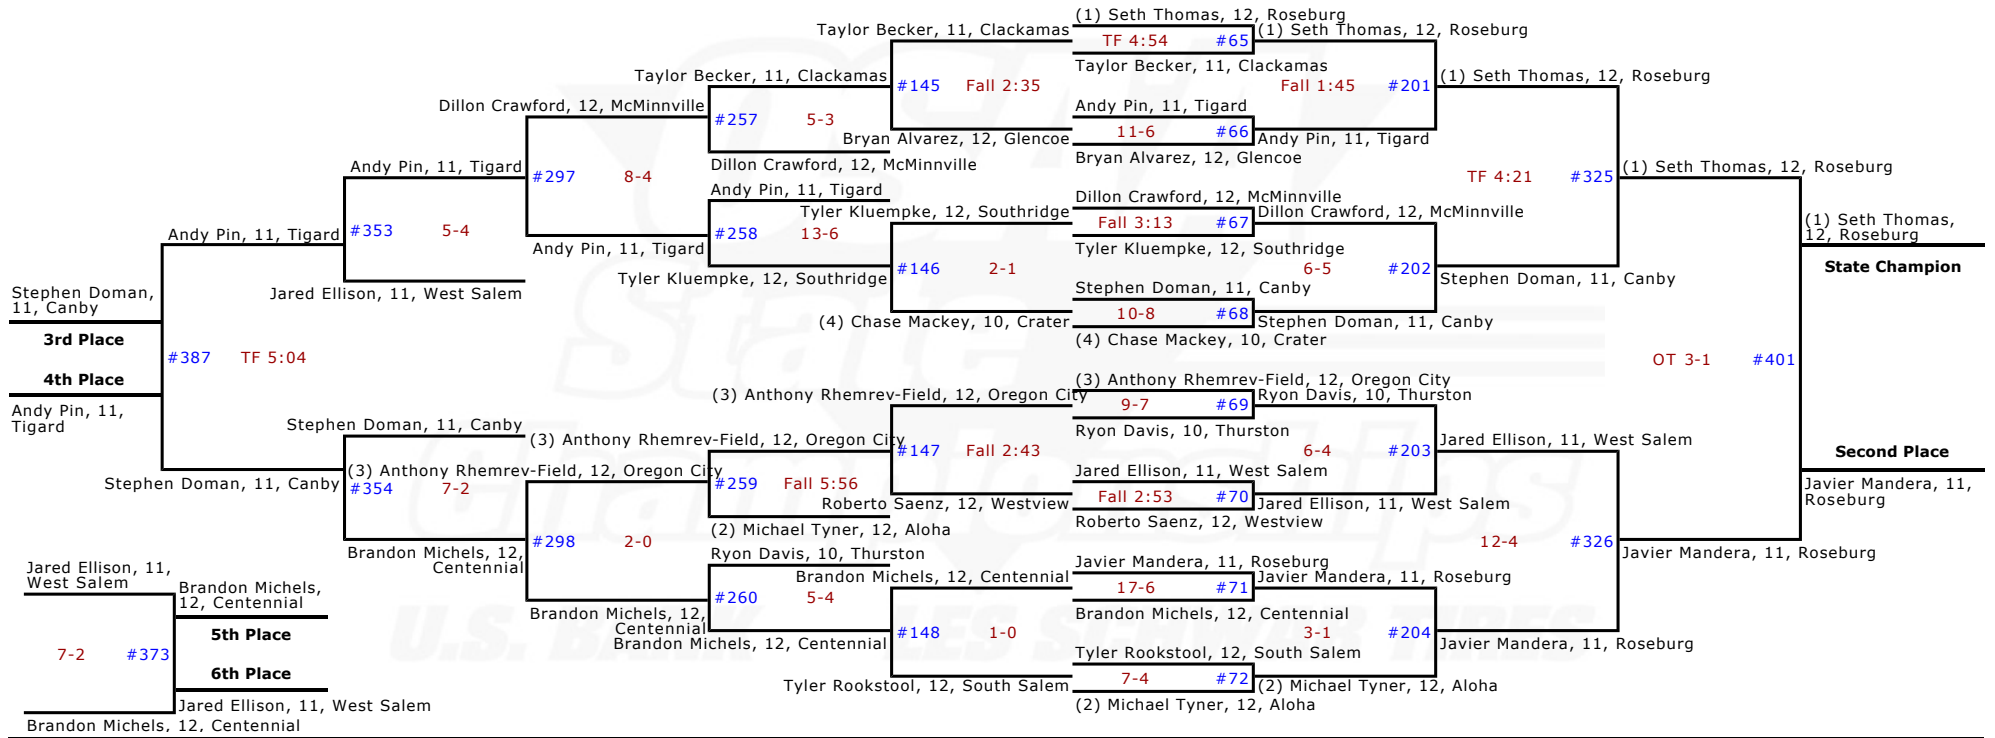 (1) Seth Thomas, 12, Roseburg
TF 4:54 #65
Taylor Becker, 11, Clackamas
Andy Pin, 11, Tigard
11-6 #66
Bryan Alvarez, 12, Glencoe
Dillon Crawford, 12, McMinnville
Fall 3:13 #67
Tyler Kluempke, 12, Southridge
Stephen Doman, 11, Canby
10-8 #68
(4) Chase Mackey, 10, Crater
(3) Anthony Rhemrev-Field, 12, Oregon City
9-7 #69
Ryon Davis, 10, Thurston
Jared Ellison, 11, West Salem
Fall 2:53 #70
Roberto Saenz, 12, Westview
Javier Mandera, 11, Roseburg
17-6 #71
Brandon Michels, 12, Centennial
Tyler Rookstool, 12, South Salem
7-4 #72
(2) Michael Tyner, 12, Aloha
(1) Seth Thomas, 12, Roseburg
Fall 1:45 #201
Andy Pin, 11, Tigard
Dillon Crawford, 12, McMinnville
6-5 #202
Stephen Doman, 11, Canby
Ryon Davis, 10, Thurston
6-4 #203
Jared Ellison, 11, West Salem
Javier Mandera, 11, Roseburg
3-1 #204
(2) Michael Tyner, 12, Aloha
(1) Seth Thomas, 12, Roseburg
TF 4:21 #325
Stephen Doman, 11, Canby
Jared Ellison, 11, West Salem
12-4 #326
Javier Mandera, 11, Roseburg
(1) Seth Thomas, 12, Roseburg
OT 3-1 #401
Javier Mandera, 11, Roseburg
(1) Seth Thomas,
12, Roseburg
State Champion
Second Place
Javier Mandera, 11,
Roseburg
Taylor Becker, 11, Clackamas
#145 Fall 2:35
Bryan Alvarez, 12, Glencoe
Tyler Kluempke, 12, Southridge
#146 2-1
(4) Chase Mackey, 10, Crater
(3) Anthony Rhemrev-Field, 12, Oregon City
#147 Fall 2:43
Roberto Saenz, 12, Westview
Brandon Michels, 12, Centennial
#148 1-0
Tyler Rookstool, 12, South Salem
Taylor Becker, 11, Clackamas
#257 5-3
Dillon Crawford, 12, McMinnville
Andy Pin, 11, Tigard
#258 13-6
Tyler Kluempke, 12, Southridge
(3) Anthony Rhemrev-Field, 12, Oregon City
#259 Fall 5:56
(2) Michael Tyner, 12, Aloha
Ryon Davis, 10, Thurston
#260 5-4
Brandon Michels, 12, Centennial
Dillon Crawford, 12, McMinnville
#297 8-4
Andy Pin, 11, Tigard
(3) Anthony Rhemrev-Field, 12, Oregon City
#298 2-0
Brandon Michels, 12,
Centennial
Andy Pin, 11, Tigard
#353 5-4
Jared Ellison, 11, West Salem
Stephen Doman, 11, Canby
#354 7-2
Brandon Michels, 12,
Centennial
Andy Pin, 11, Tigard
#387 TF 5:04
Stephen Doman, 11, Canby
Stephen Doman,
11, Canby
3rd Place
4th Place
Andy Pin, 11,
Tigard
Jared Ellison, 11,
West Salem
7-2 #373
Brandon Michels, 12, Centennial
Brandon Michels,
12, Centennial
5th Place
6th Place
Jared Ellison, 11, West Salem
OSAA
State
Championships
U.S. BANK LES SCHWAB TIRES